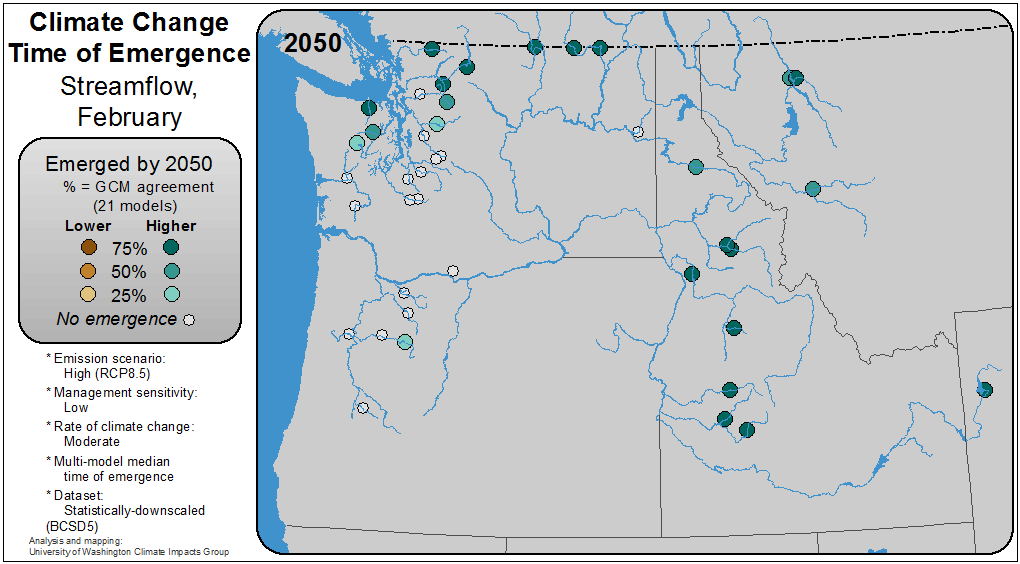 Climate Change
Time of Emergence
Streamflow,
February
2050
Emerged by 2050
% = GCM agreement
(21 models)
Lower Higher
75%
50%
25%
No emergence
* Emission scenario:
High (RCP8.5)
* Management sensitivity:
Low
* Rate of climate change:
Moderate
* Multi-model median
time of emergence
* Dataset:
Statistically-downscaled
(BCSD5)
Analysis and mapping:
University of Washington Climate Impacts Group